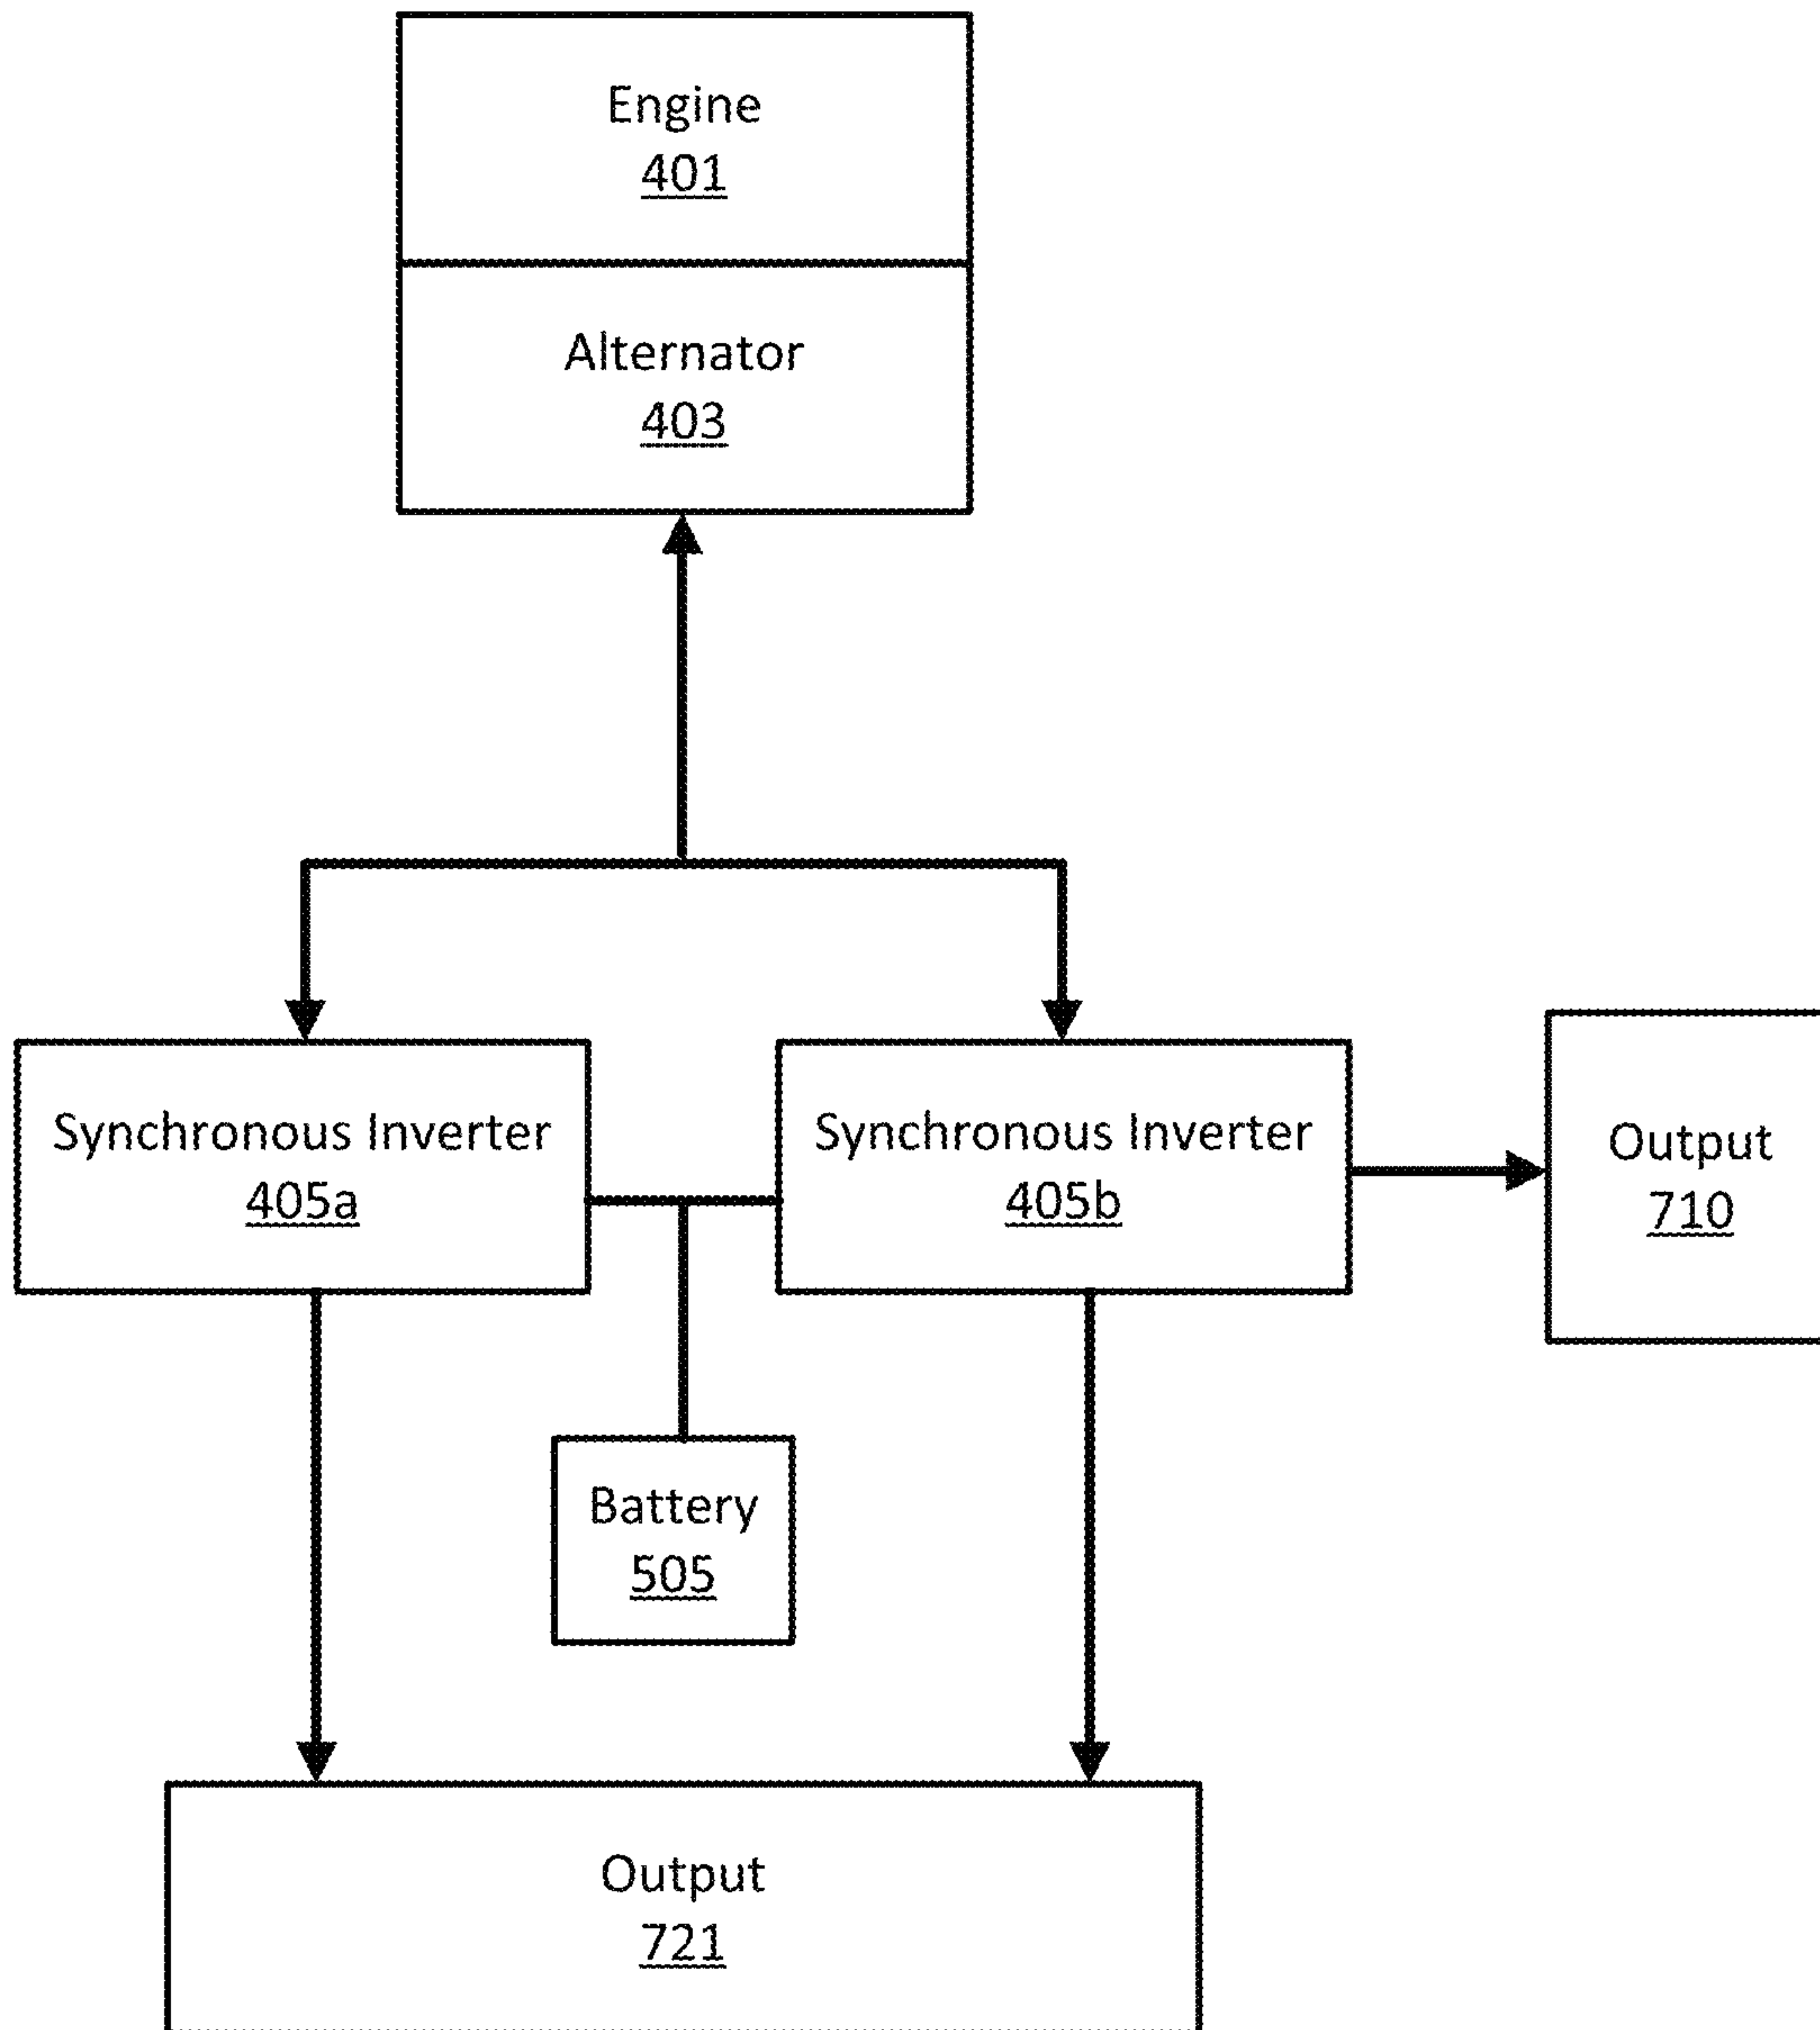 Engine
401
Alternator
403
Synchronous Inverter
405a
Synchronous Inverter
405b
Output
710
Battery
505
Output
721